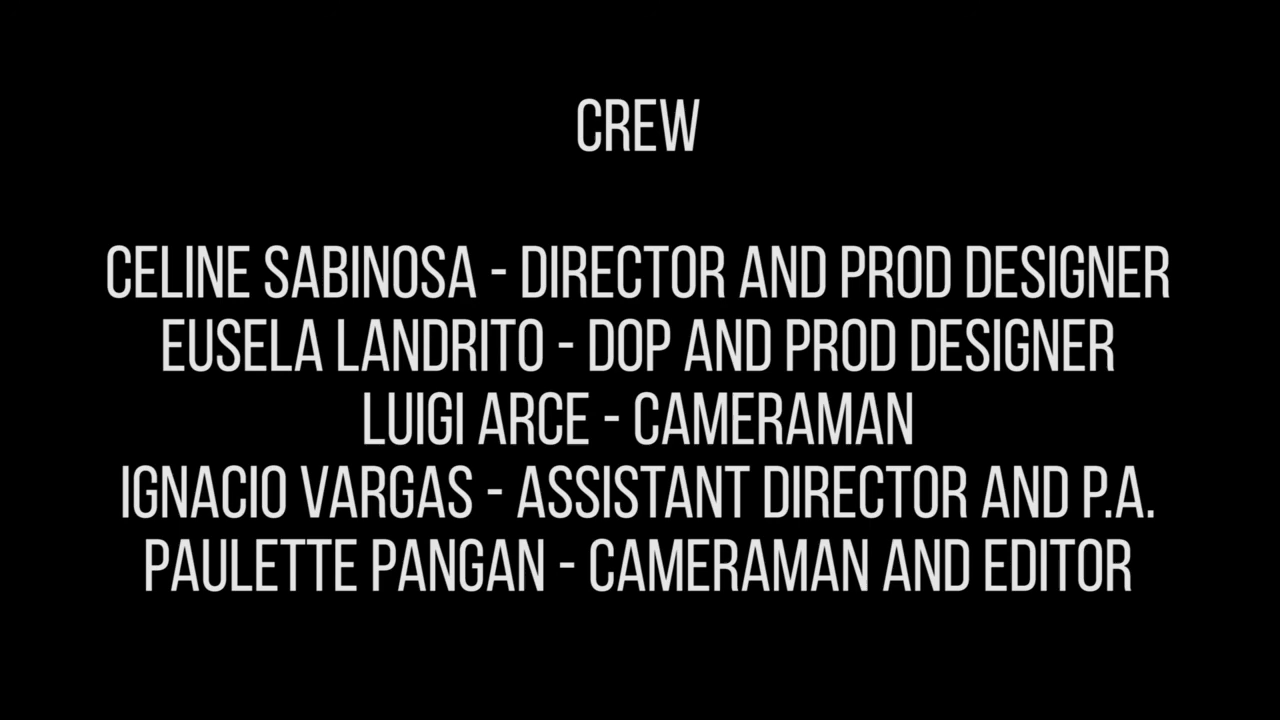 CREW
CELINE SABINOSA - DIRECTOR AND PROD DESIGNER
EUSELA LANDRITO - DOP AND PROD DESIGNER
LUIGI ARCE - CAMERAMAN
IGNACIO VARGAS - ASSISTANT DIRECTOR AND P.A.
PAULETTE PANGAN - CAMERAMAN AND EDITOR